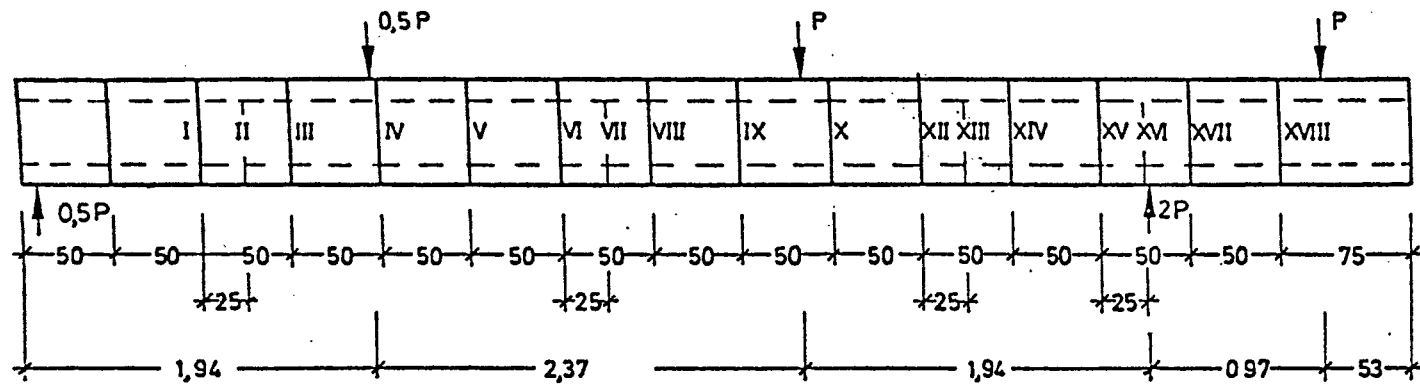 0,5P P P
I II III IV V VI VII VIII IX X XII XIII XIV XV XVI XVII XVIII
0,5P 2P
50 50 50 50 50 50 50 50 50 50 50 50 50 50 75
25 25 25 25
1,94 2,37 1,94 0 97 53